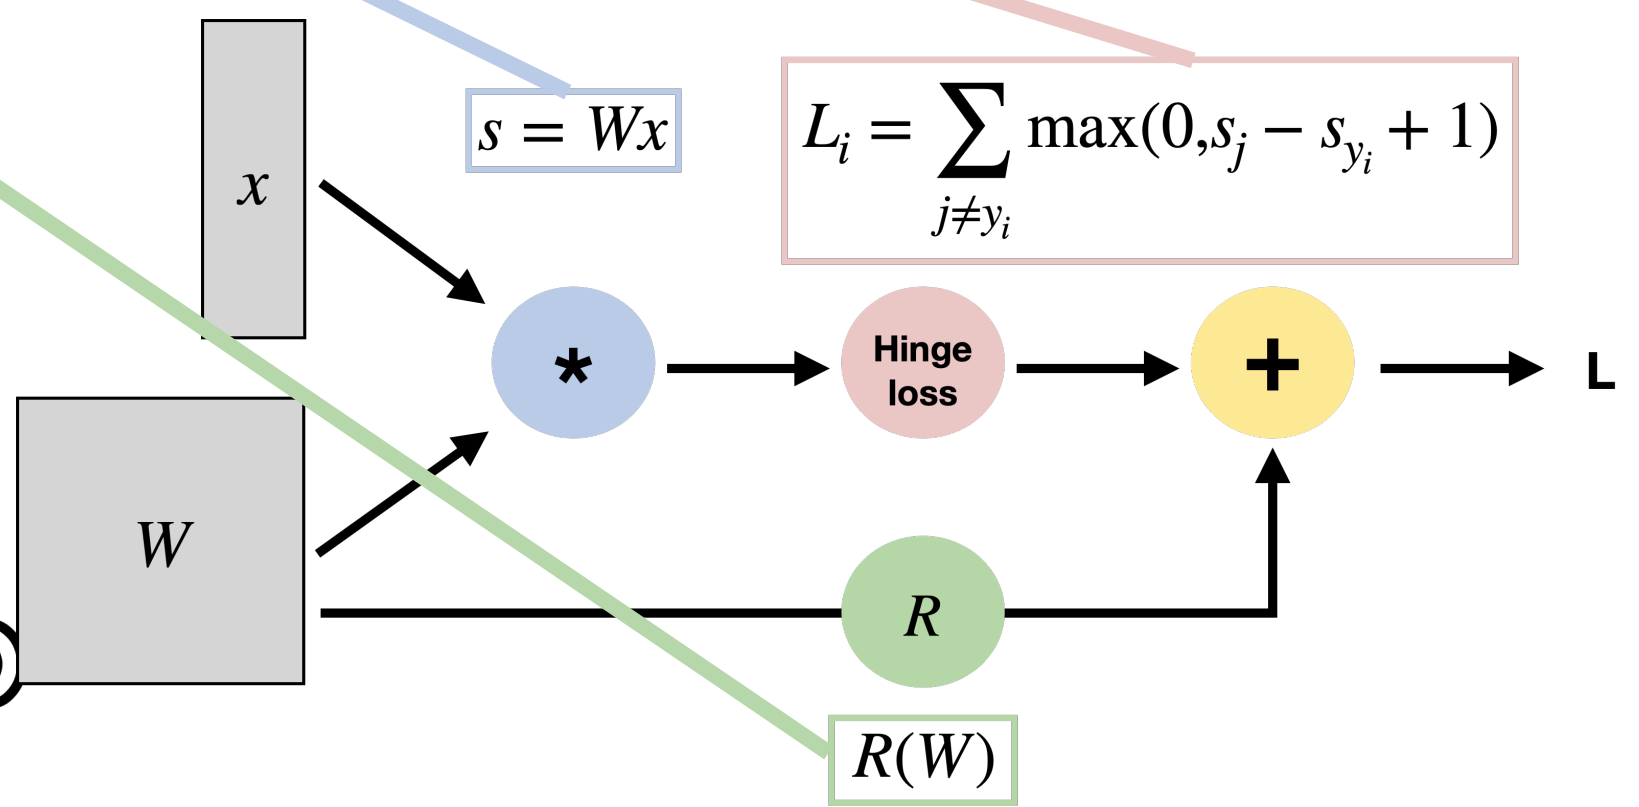 x
s = Wx
L_i = ∑_{j≠y_i} max(0,s_j − s_{y_i} + 1)
*
Hinge
loss
+
L
W
R
R(W)